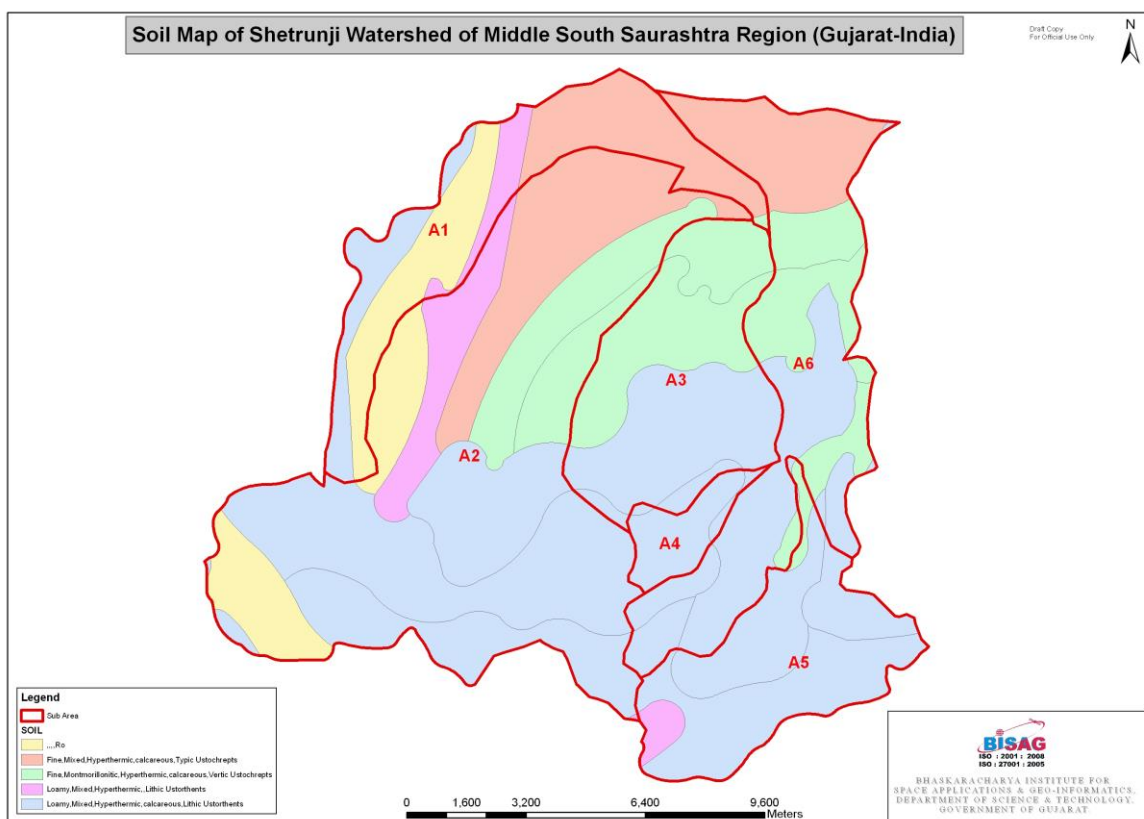 Soil Map of Shetrunji Watershed of Middle South Saurashtra Region (Gujarat-India)
Draft Copy
For Official Use Only
N
A1
A2
A3
A6
A4
A5
Legend
Sub Area
SOIL
,,,,Ro
Fine,Mixed,Hyperthermic,calcareous,Typic Ustochrepts
Fine,Montmorillonitic,Hyperthermic,calcareous,Vertic Ustochrepts
Loamy,Mixed,Hyperthermic,,Lithic Ustorthents
Loamy,Mixed,Hyperthermic,calcareous,Lithic Ustorthents
0 1,600 3,200 6,400 9,600
Meters
BISAG
ISO : 9001 : 2008
ISO : 27001 : 2005
BHASKARACHARYA INSTITUTE FOR
SPACE APPLICATIONS & GEO-INFORMATICS,
DEPARTMENT OF SCIENCE & TECHNOLOGY,
GOVERNMENT OF GUJARAT.